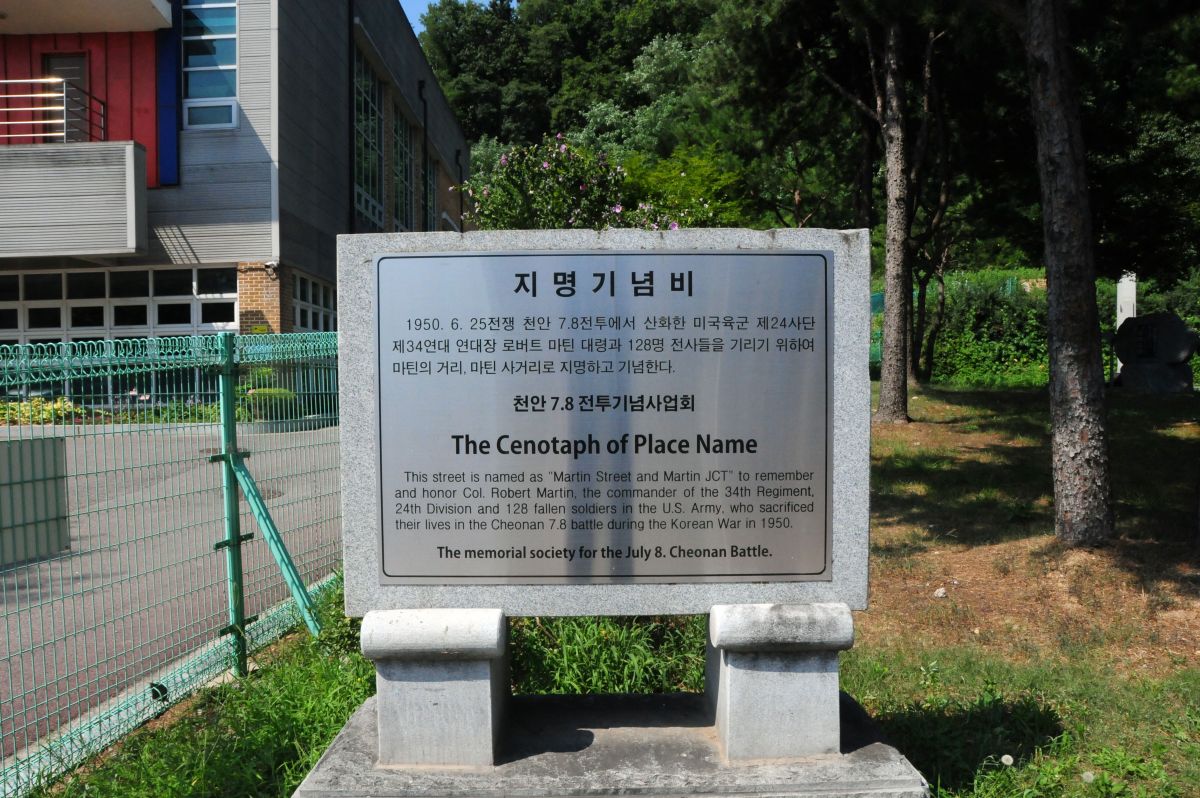 지명기념비
1950. 6. 25전쟁 천안 7.8전투에서 산화한 미국육군 제24사단
제34연대 연대장 로버트 마틴 대령과 128명 전사들을 기리기 위하여
마틴의 거리, 마틴 사거리로 지명하고 기념한다.
천안 7.8 전투기념사업회
The Cenotaph of Place Name
This street is named as "Martin Street and Martin JCT" to remember
and honor Col. Robert Martin, the commander of the 34th Regiment,
24th Division and 128 fallen soldiers in the U.S. Army, who sacrificed
their lives in the Cheonan 7.8 battle during the Korean War in 1950.
The memorial society for the July 8. Cheonan Battle.